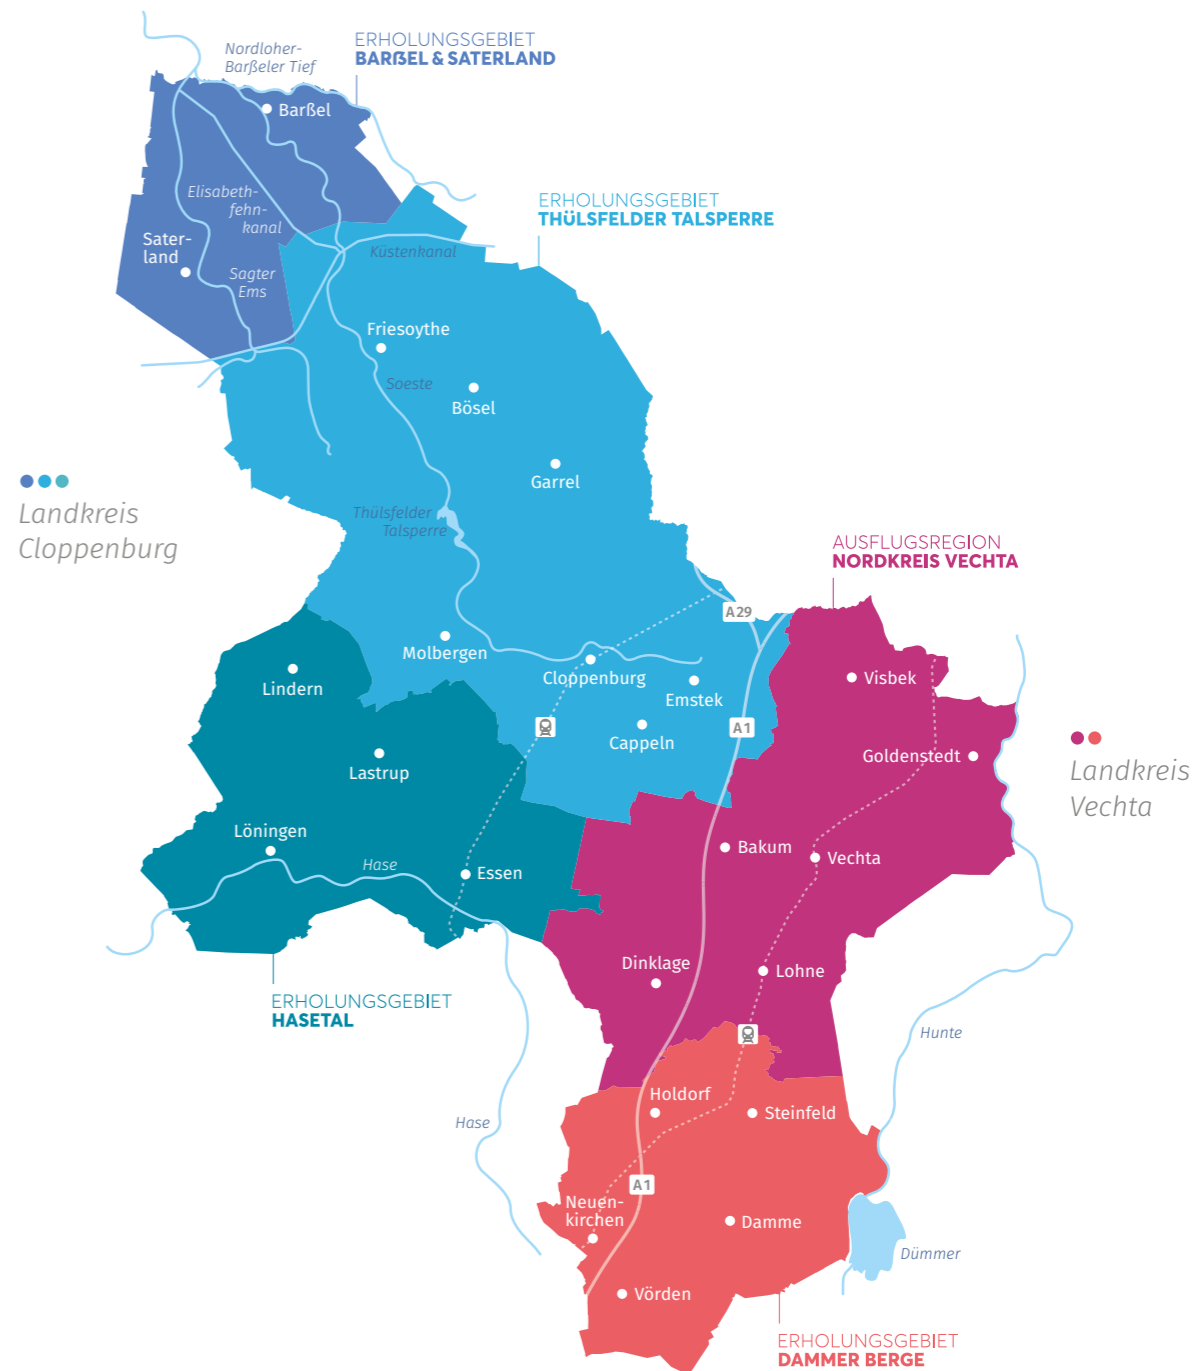 Nordloher-
Barßeler Tief
ERHOLUNGSGEBIET
BARßEL & SATERLAND
Barßel
Elisabeth-
fehn-
kanal
ERHOLUNGSGEBIET
THÜLSFELDER TALSPERRE
Sater-
land
Küstenkanal
Sagter
Ems
Friesoythe
Soeste
Bösel
Garrel
Landkreis
Cloppenburg
Thülsfelder
Talsperre
AUSFLUGSREGION
NORDKREIS VECHTA
A29
Molbergen
Cloppenburg
Lindern
Emstek
Visbek
A1
Cappeln
Goldenstedt
Landkreis
Vechta
Lastrup
Löningen
Bakum
Vechta
Hase
Essen
Dinklage
Lohne
ERHOLUNGSGEBIET
HASETAL
Hunte
Holdorf
Steinfeld
Hase
A1
Neuen-
kirchen
Damme
Dümmer
Vörden
ERHOLUNGSGEBIET
DAMMER BERGE